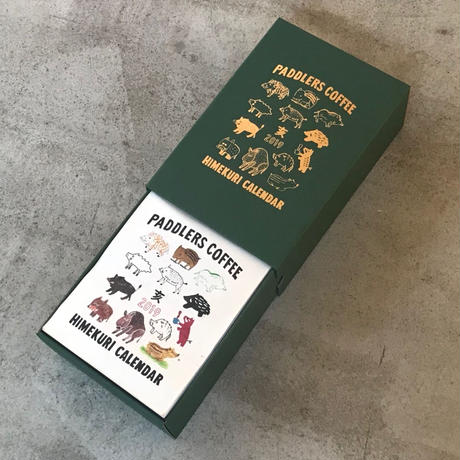 PADDLERS COFFEE
亥
2019
HIMEKURI CALENDAR
PADDLERS COFFEE
亥
2019
HIMEKURI CALENDAR